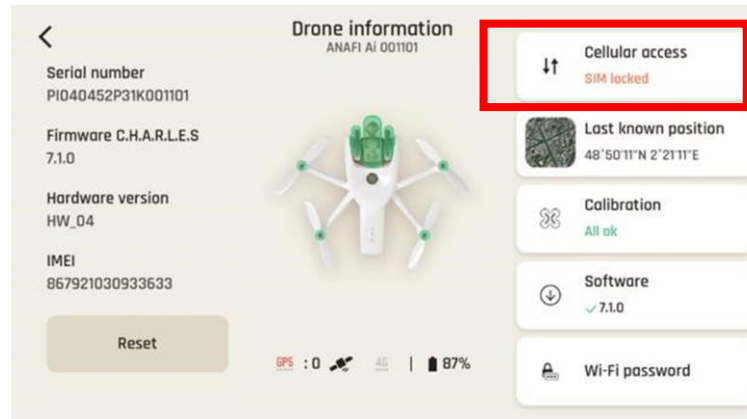 Drone information
ANAFI Ai 001101
Serial number
PI040452P31K001101
Firmware C.H.A.R.L.E.S
7.1.0
Hardware version
HW_04
IMEI
867921030933633
Reset
GPS : 0
4G | 87%
Cellular access
SIM locked
Last known position
48°50'11"N 2°21'11"E
Calibration
All ok
Software
7.1.0
Wi-Fi password